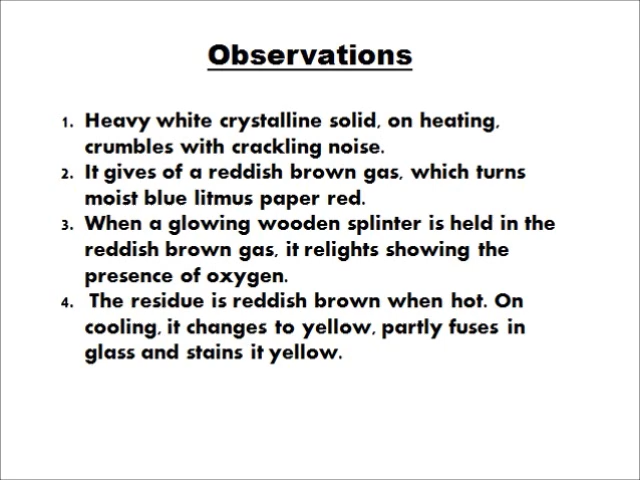 Observations
1. Heavy white crystalline solid, on heating,
crumbles with crackling noise.
2. It gives of a reddish brown gas, which turns
moist blue litmus paper red.
3. When a glowing wooden splinter is held in the
reddish brown gas, it relights showing the
presence of oxygen.
4. The residue is reddish brown when hot. On
cooling, it changes to yellow, partly fuses in
glass and stains it yellow.